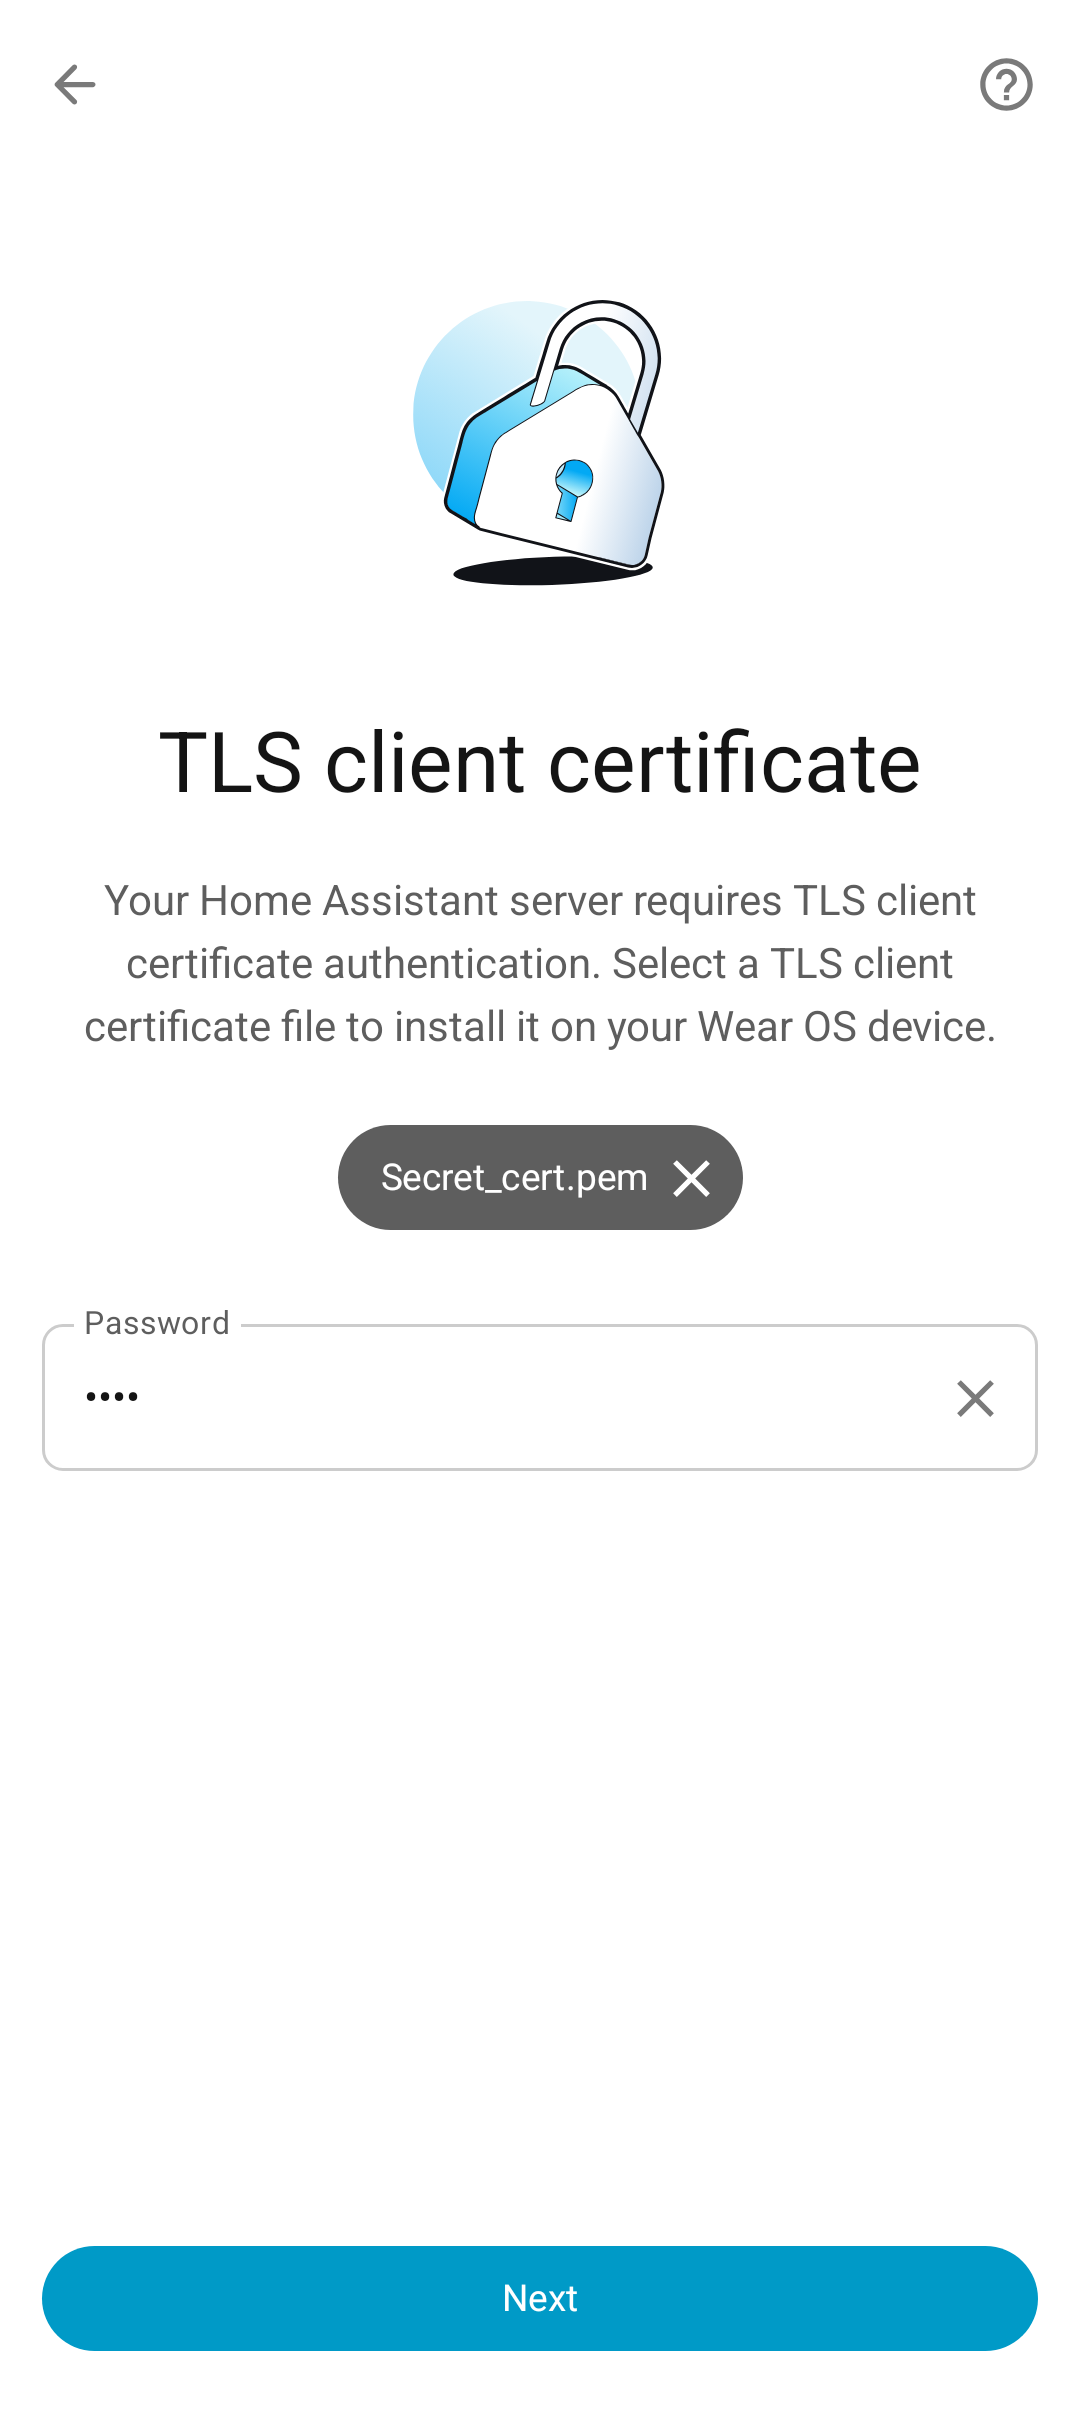 TLS client certificate
Your Home Assistant server requires TLS client
certificate authentication. Select a TLS client
certificate file to install it on your Wear OS device.
Secret_cert.pem
Password
••••
Next